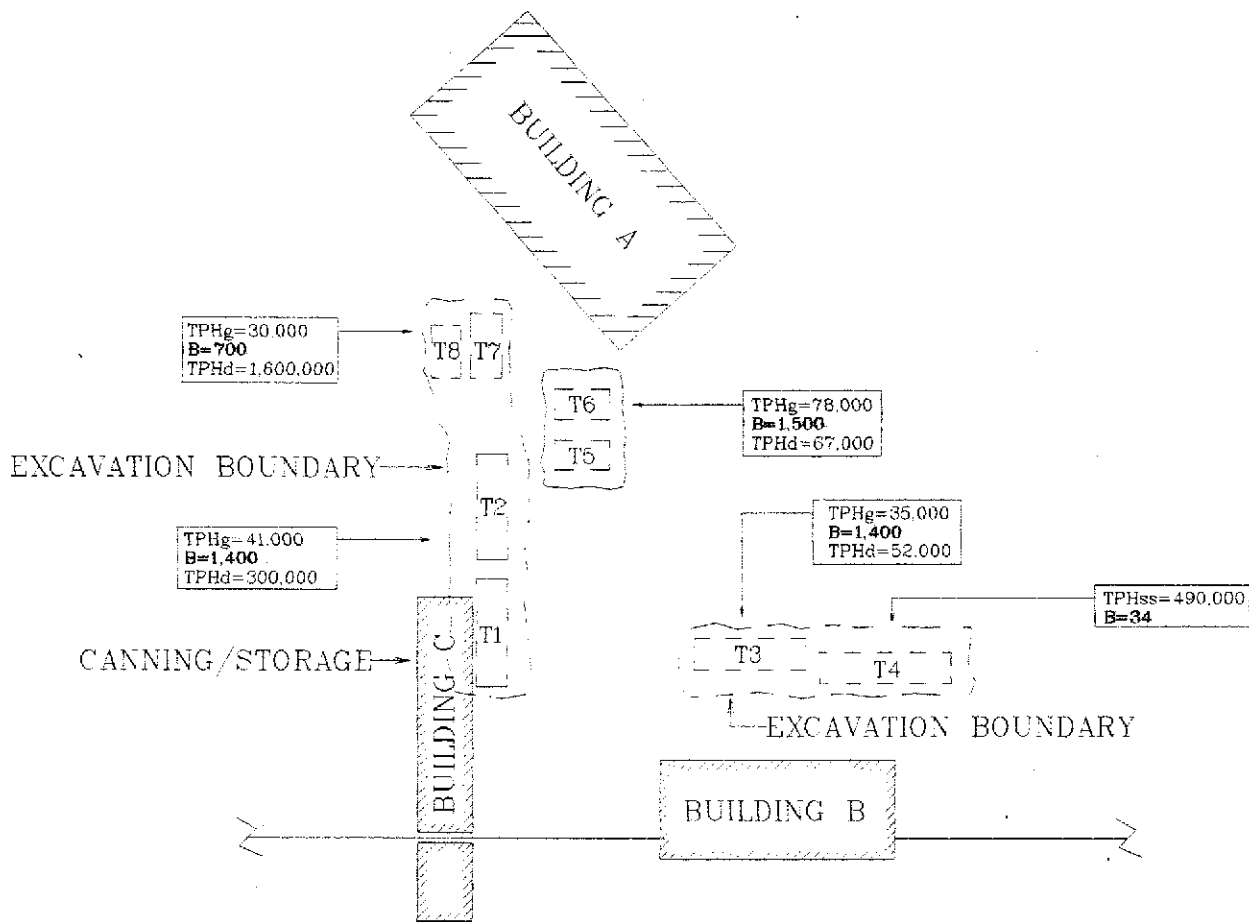 BUILDING A
TPHg=30,000
B=700
TPHd=1,600,000
T8
T7
T6
T5
TPHg=78,000
B=1,500
TPHd=67,000
EXCAVATION BOUNDARY
T2
TPHg=41,000
B=1,400
TPHd=300,000
TPHg=35,000
B=1,400
TPHd=52,000
TPHss=490,000
B=34
T1
T3
T4
CANNING/STORAGE
BUILDING C
EXCAVATION BOUNDARY
BUILDING B